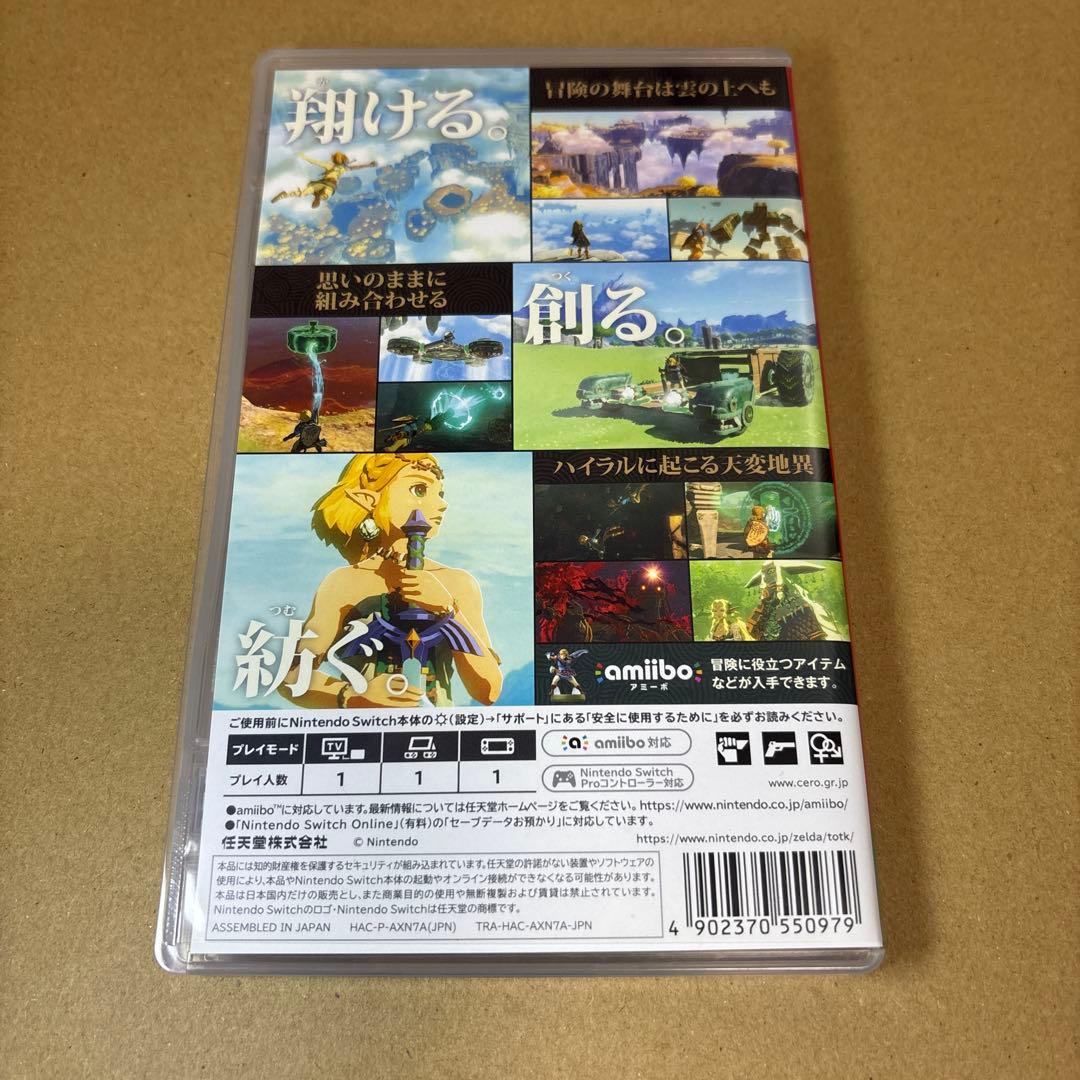 か
翔ける。
冒険の舞台は雲の上へも
思いのままに
組み合わせる
つく
創る。
ハイラルに起こる天変地異
つむ
紡ぐ。
amiibo
アミーボ
冒険に役立つアイテム
などが入手できます。
ご使用前にNintendo Switch本体の(設定)→「サポート」にある「安全に使用するために」を必ずお読みください。
プレイモード TV
プレイ人数 1 1 1
amiibo 対応
Nintendo Switch
Proコントローラー対応
www.cero.gr.jp
●amiibo™に対応しています。最新情報については任天堂ホームページをご覧ください。https://www.nintendo.co.jp/amiibo/
●「Nintendo Switch Online」(有料)の「セーブデータお預かり」に対応しています。
任天堂株式会社 © Nintendo
https://www.nintendo.co.jp/zelda/totk/
本品には知的財産権を保護するセキュリティが組み込まれています。任天堂の許諾がない装置やソフトウェアの
使用により、本品やNintendo Switch本体の起動やオンライン接続ができなくなる可能性があります。
本品は日本国内だけの販売とし、また商業目的の使用や無断複製および賃貸は禁止されています。
Nintendo Switchのロゴ・Nintendo Switchは任天堂の商標です。
ASSEMBLED IN JAPAN HAC-P-AXN7A(JPN) TRA-HAC-AXN7A-JPN
4 902370 550979